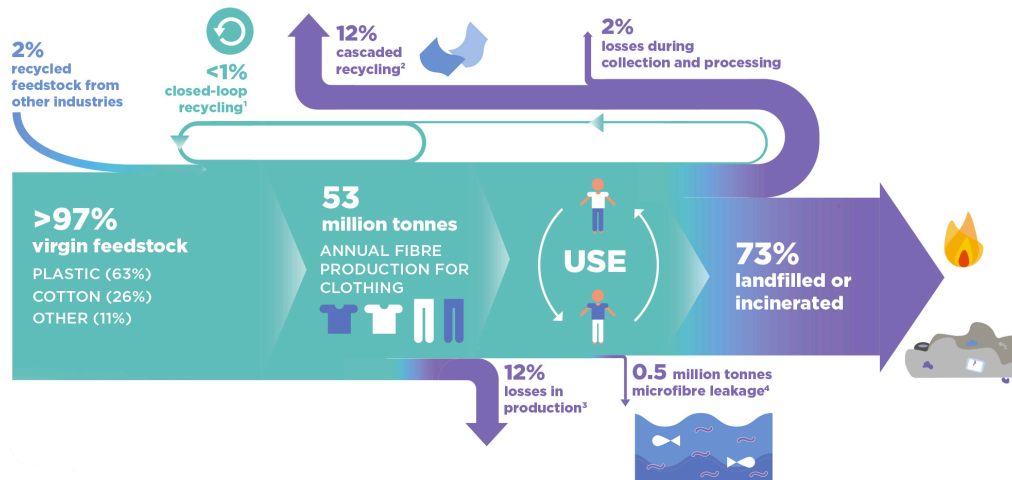 2%
recycled
feedstock from
other industries
<1%
closed-loop
recycling¹
12%
cascaded
recycling²
2%
losses during
collection and processing
>97%
virgin feedstock
PLASTIC (63%)
COTTON (26%)
OTHER (11%)
53
million tonnes
ANNUAL FIBRE
PRODUCTION FOR
CLOTHING
USE
73%
landfilled or
incinerated
12%
losses in
production³
0.5 million tonnes
microfibre leakage⁴